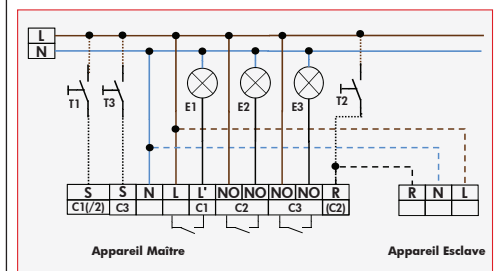 L
N
T1 T3 E1 E2 E3 T2
S S N L L' NO NO NO NO R R N L
C1(/2) C3 C1 C2 C3 (C2)
Appareil Maître Appareil Esclave